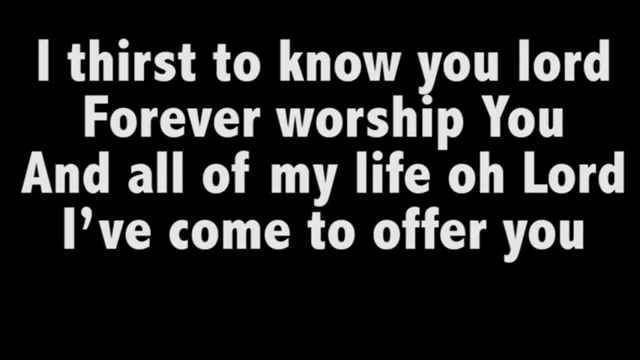 I thirst to know you lord
Forever worship You
And all of my life oh Lord
I’ve come to offer you